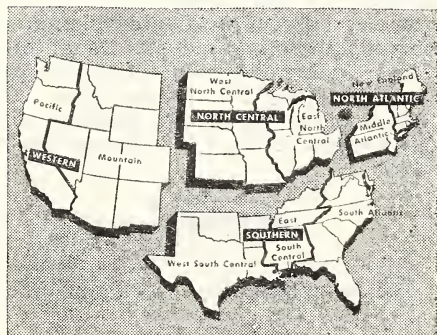 West
North Central
New England
NORTH ATLANTIC
Pacific
NORTH CENTRAL
East
North
Central
Middle
Atlantic
WESTERN
Mountain
East
South Atlantic
SOUTHERN
South
Central
West South Central